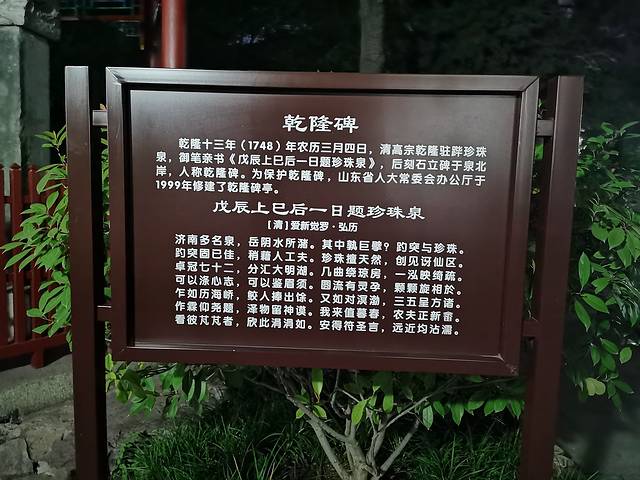 乾隆碑
乾隆十三年（1748）年农历三月四日，清高宗乾隆驻跸珍珠
泉，御笔亲书《戊辰上巳后一日题珍珠泉》，后刻石立碑于泉北
岸，人称乾隆碑。为保护乾隆碑，山东省人大常委会办公厅于
1999年修建了乾隆碑亭。
戊辰上巳后一日题珍珠泉
［清］爱新觉罗·弘历
济南多名泉，岳阴水所潴。其中孰巨擘？趵突与珍珠。
趵突固已佳，稍藉人工夫。珍珠擅天然，创见讶仙区。
卓冠七十二，分汇大明湖。几曲绕琼房，一泓映绮疏。
可以涤心志，可以鉴眉须。圆流有灵孕，颗颗旋相於。
乍如历海峤，鲛人捧出馀。又如对溟渤，三五呈方诸。
作霖仰尧题，泽物留神谟。我来值暮春，农夫正新畲。
看彼芃芃者，欣此涓涓如。安得符圣言，远近均沾濡。